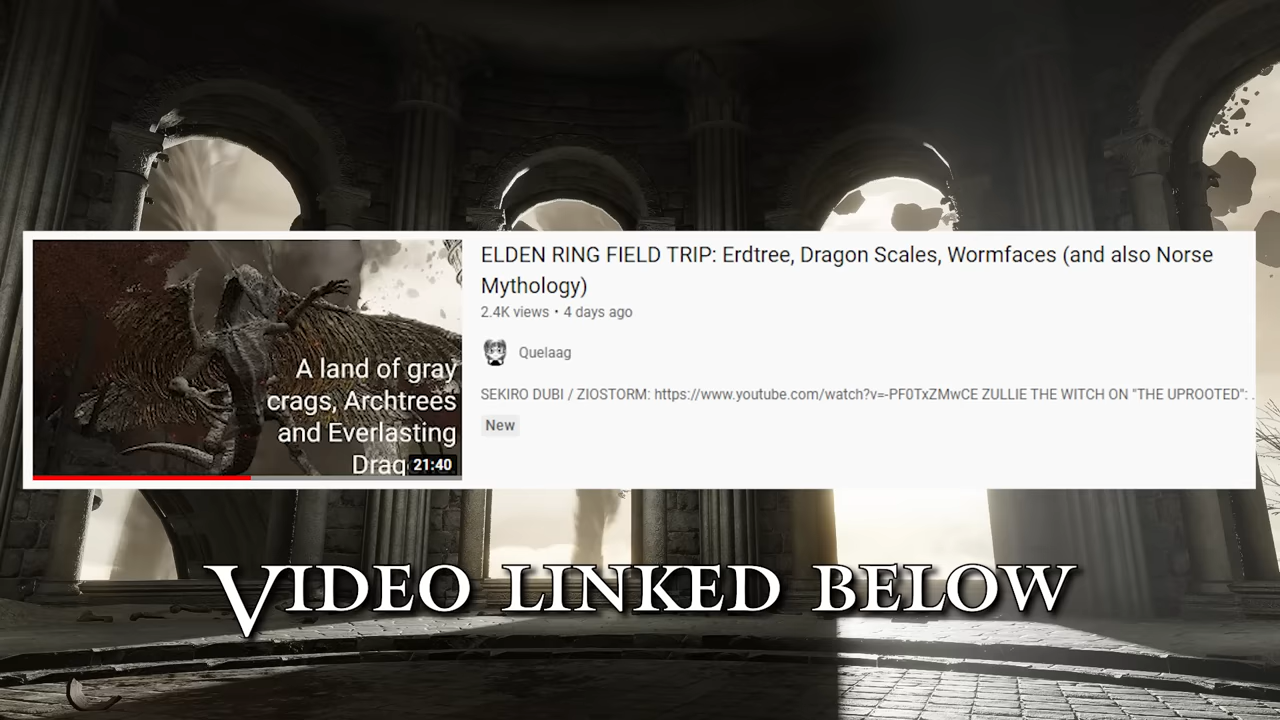 A land of gray
crags, Archtrees
and Everlasting
21:40
ELDEN RING FIELD TRIP: Erdtree, Dragon Scales, Wormfaces (and also Norse
Mythology)
2.4K views • 4 days ago
Quelaag
SEKIRO DUBI / ZIOSTORM: https://www.youtube.com/watch?v=-PF0TxZMwCE ZULLIE THE WITCH ON "THE UPROOTED": .
New
VIDEO LINKED BELOW